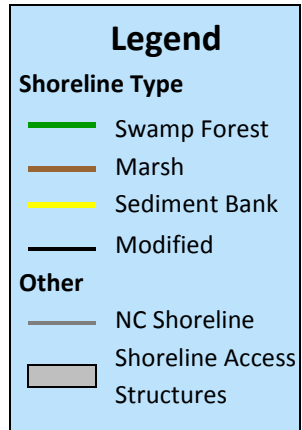 Legend
Shoreline Type
Swamp Forest
Marsh
Sediment Bank
Modified
Other
NC Shoreline
Shoreline Access
Structures